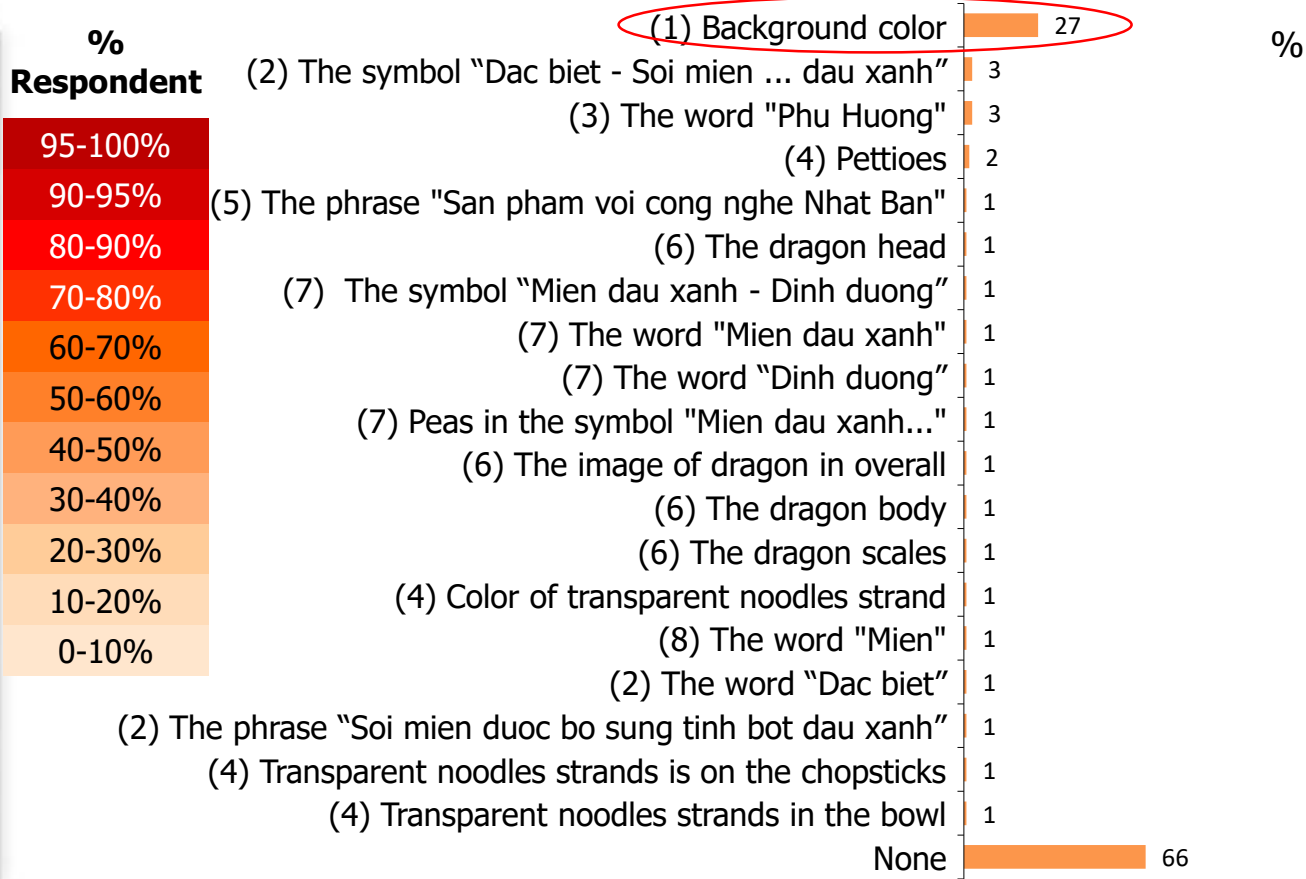 %
Respondent
95-100%
90-95%
80-90%
70-80%
60-70%
50-60%
40-50%
30-40%
20-30%
10-20%
0-10%
%
(1) Background color 27
(2) The symbol “Dac biet - Soi mien ... dau xanh” 3
(3) The word "Phu Huong" 3
(4) Pettioes 2
(5) The phrase "San pham voi cong nghe Nhat Ban" 1
(6) The dragon head 1
(7) The symbol “Mien dau xanh - Dinh duong” 1
(7) The word "Mien dau xanh" 1
(7) The word “Dinh duong” 1
(7) Peas in the symbol "Mien dau xanh..." 1
(6) The image of dragon in overall 1
(6) The dragon body 1
(6) The dragon scales 1
(4) Color of transparent noodles strand 1
(8) The word "Mien" 1
(2) The word “Dac biet” 1
(2) The phrase “Soi mien duoc bo sung tinh bot dau xanh” 1
(4) Transparent noodles strands is on the chopsticks 1
(4) Transparent noodles strands in the bowl 1
None 66